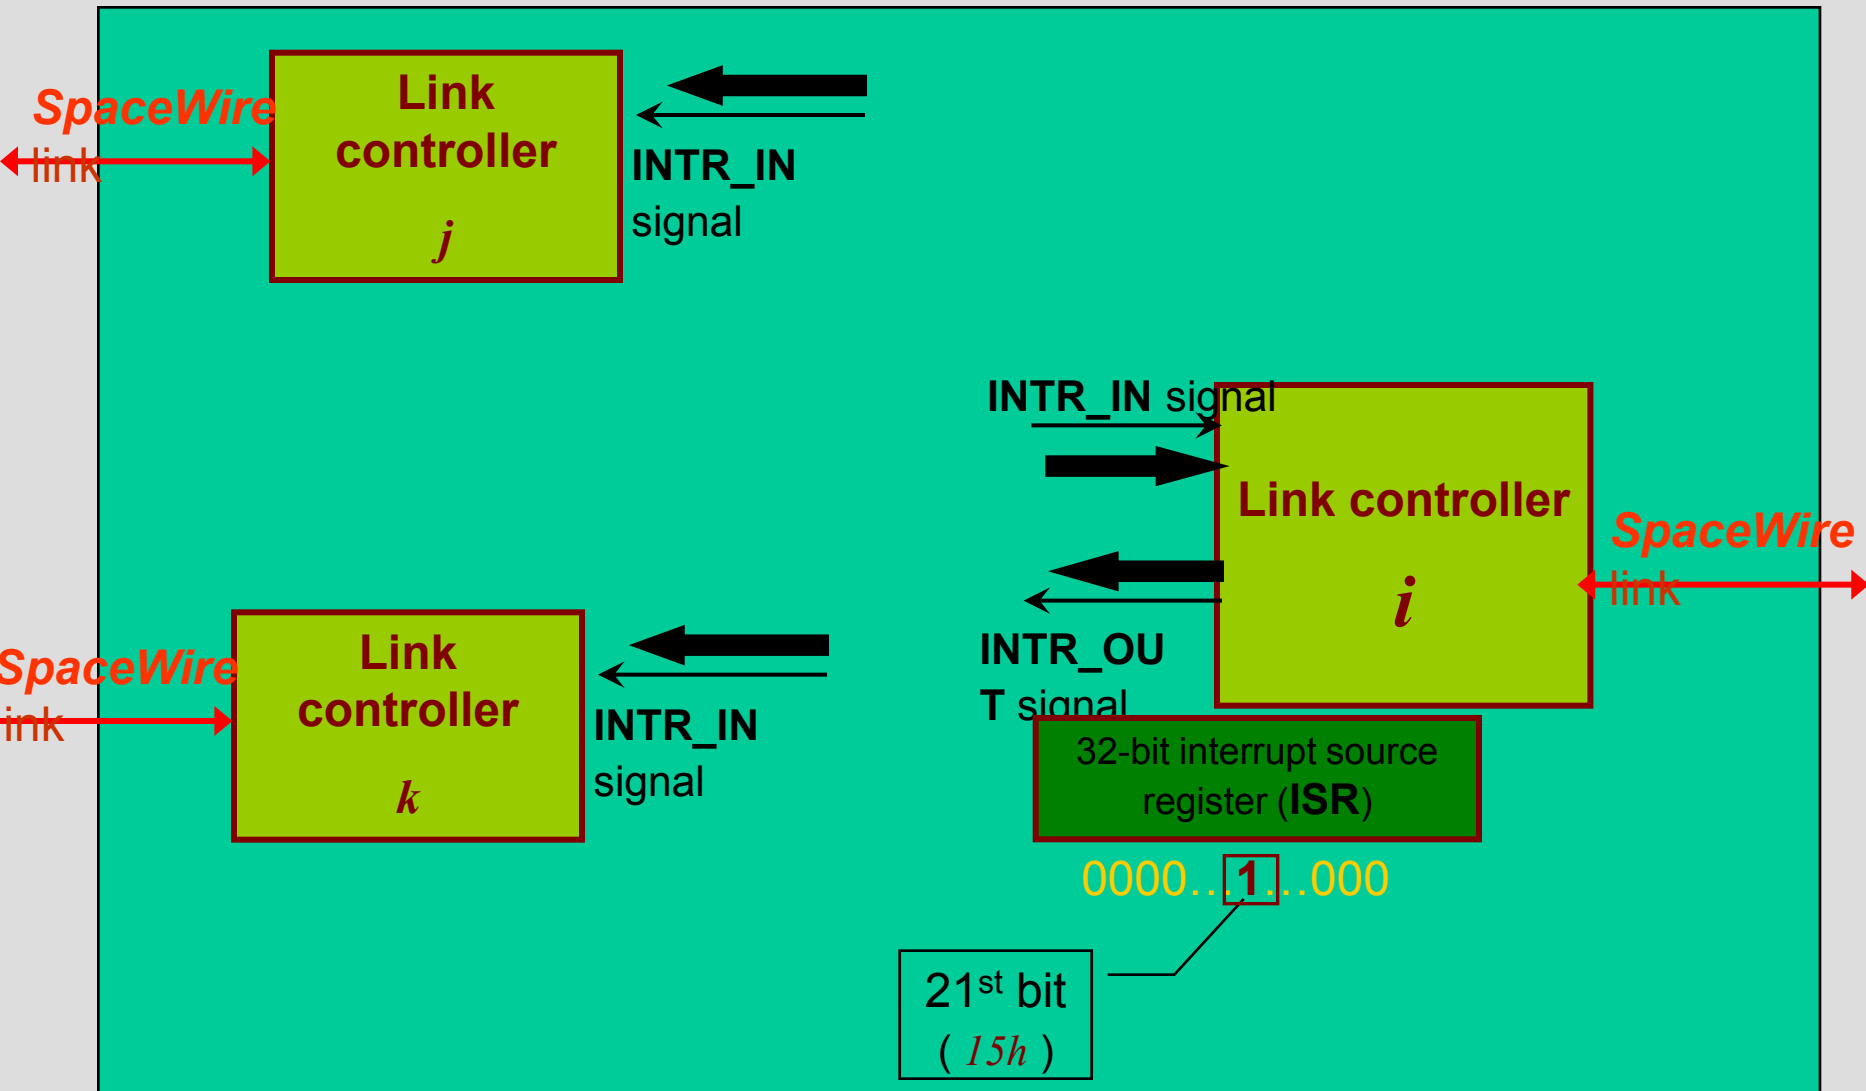 SpaceWire
link
Link
controller
j
INTR_IN
signal
INTR_IN signal
Link controller
i
SpaceWire
link
INTR_OU
T signal
SpaceWire
ink
Link
controller
k
INTR_IN
signal
32-bit interrupt source
register (ISR)
0000...1...000
21st bit
( 15h )